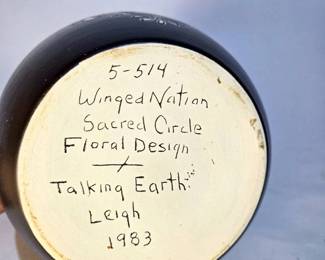 5-514
Winged Nation
Sacred Circle
Floral Design
Talking Earth
Leigh
1983